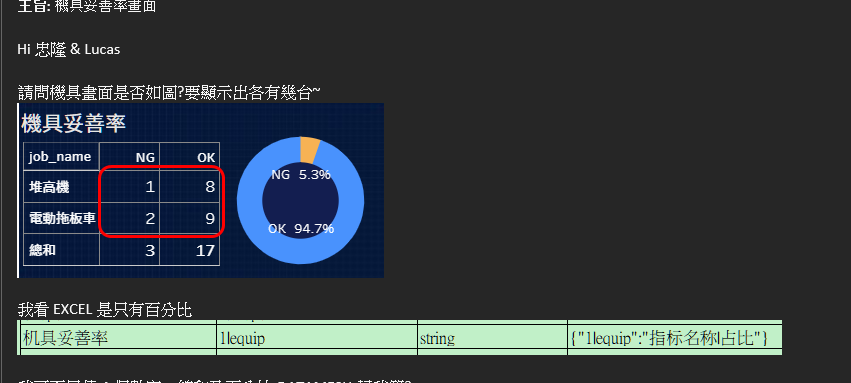 主旨: 機具妥善率畫面
Hi 忠隆 & Lucas
請問機具畫面是否如圖?要顯示出各有幾台~
機具妥善率
job_name NG OK
堆高機 1 8
電動拖板車 2 9
總和 3 17
NG 5.3%
OK 94.7%
我看 EXCEL 是只有百分比
机具妥善率 l1equip string {"l1equip":"指标名称|占比"}